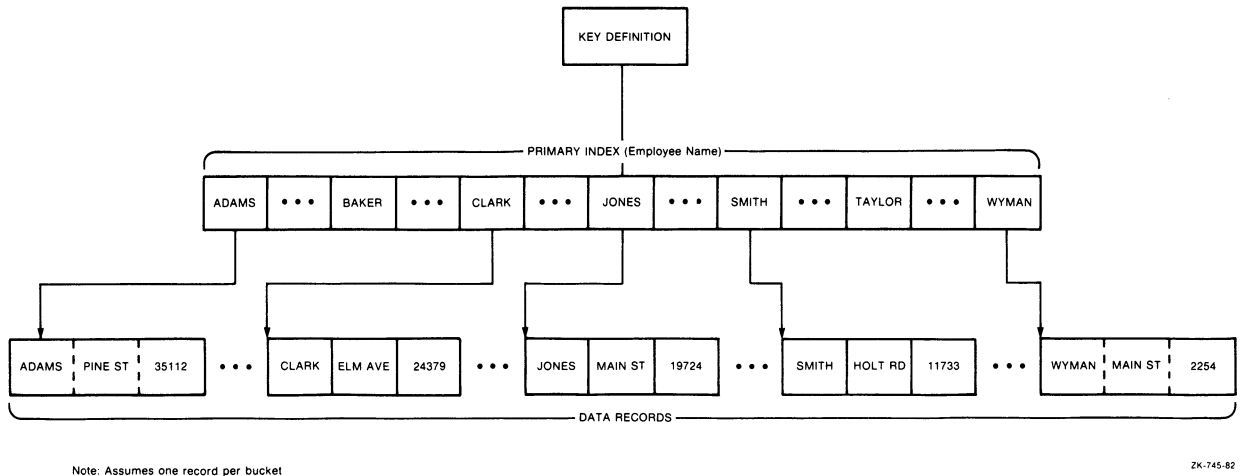 KEY DEFINITION
PRIMARY INDEX (Employee Name)
ADAMS • • • BAKER • • • CLARK • • • JONES • • • SMITH • • • TAYLOR • • • WYMAN
ADAMS PINE ST 35112 • • • CLARK ELM AVE 24379 • • • JONES MAIN ST 19724 • • • SMITH HOLT RD 11733 • • • WYMAN MAIN ST 2254
DATA RECORDS
Note: Assumes one record per bucket
ZK-745-82